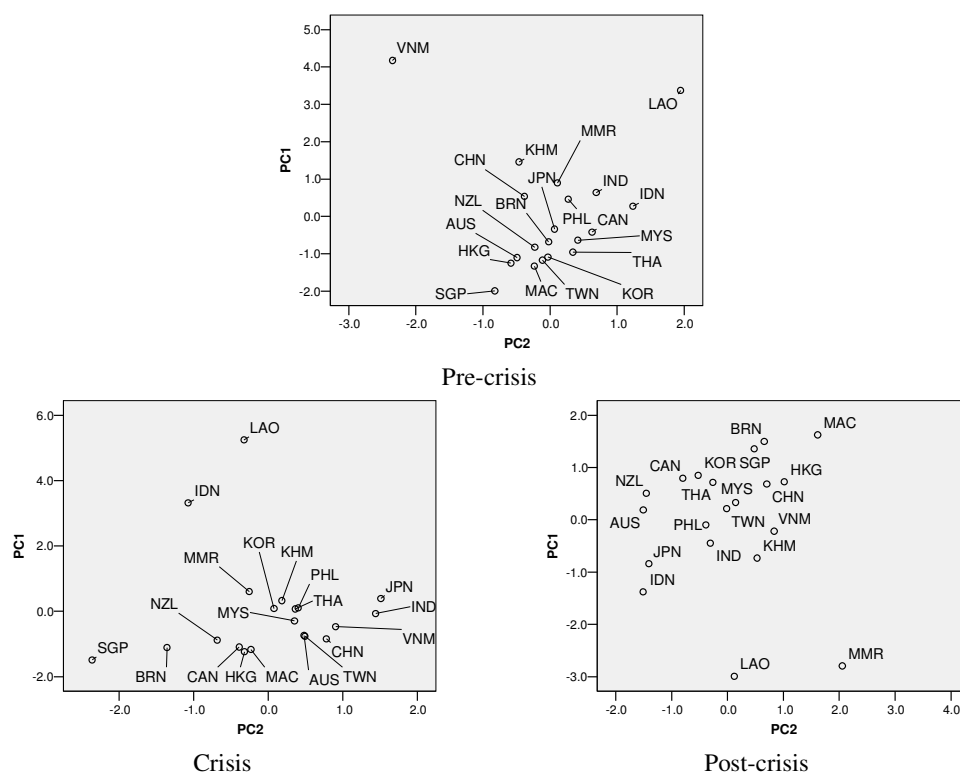 5.0
VNM
4.0
LAO
3.0
2.0
MMR
KHM
PC1
CHN
JPN
IND
1.0
IDN
NZL
BRN
PHL
CAN
0.0
AUS
MYS
HKG
-1.0
THA
SGP
MAC
TWN
KOR
-2.0
-3.0 -2.0 -1.0 0.0 1.0 2.0
PC2
Pre-crisis
6.0
LAO
IDN
4.0
PC1
2.0
KOR
KHM
MMR
PHL
JPN
THA
IND
0.0
NZL
MYS
VNM
SGP
CHN
-2.0
BRN CAN HKG MAC AUS TWN
-2.0 -1.0 0.0 1.0 2.0
PC2
Crisis
2.0
BRN
MAC
CAN
KOR SGP
HKG
1.0
NZL
THA
MYS
CHN
AUS
PHL
TWN
VNM
0.0
PC1
JPN
IND
KHM
-1.0
IDN
-2.0
LAO
MMR
-3.0
-2.0 -1.0 0.0 1.0 2.0 3.0 4.0
PC2
Post-crisis